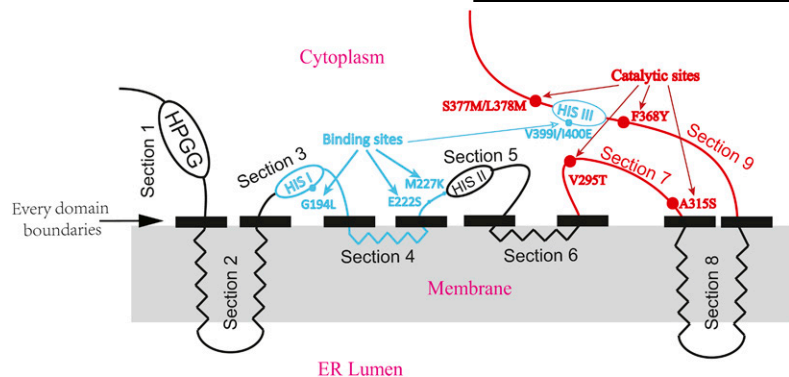 Cytoplasm
Catalytic sites
S377M/L378M
HIS III
F368Y
V399I/I400E
Section 1
HPGG
Section 3
Binding sites
Section 5
Section 7
Section 9
HIS I
M227K
HIS II
G194L
E222S
V295T
A315S
Every domain
boundaries
Section 2
Section 4
Section 6
Section 8
Membrane
ER Lumen